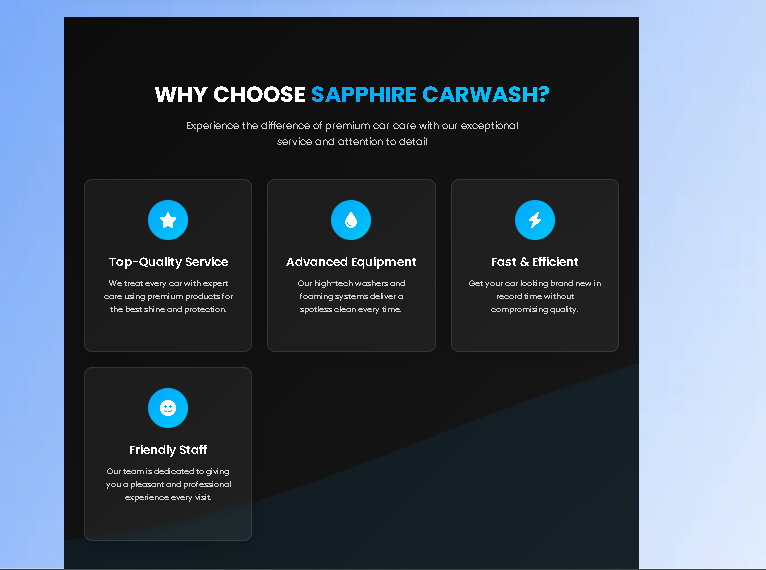 WHY CHOOSE SAPPHIRE CARWASH?
Experience the difference of premium car care with our exceptional
service and attention to detail
Top-Quality Service
We treat every car with expert
care using premium products for
the best shine and protection.
Advanced Equipment
Our high-tech washers and
foaming systems deliver a
spotless clean every time.
Fast & Efficient
Get your car looking brand new in
record time without
compromising quality.
Friendly Staff
Our team is dedicated to giving
you a pleasant and professional
experience every visit.